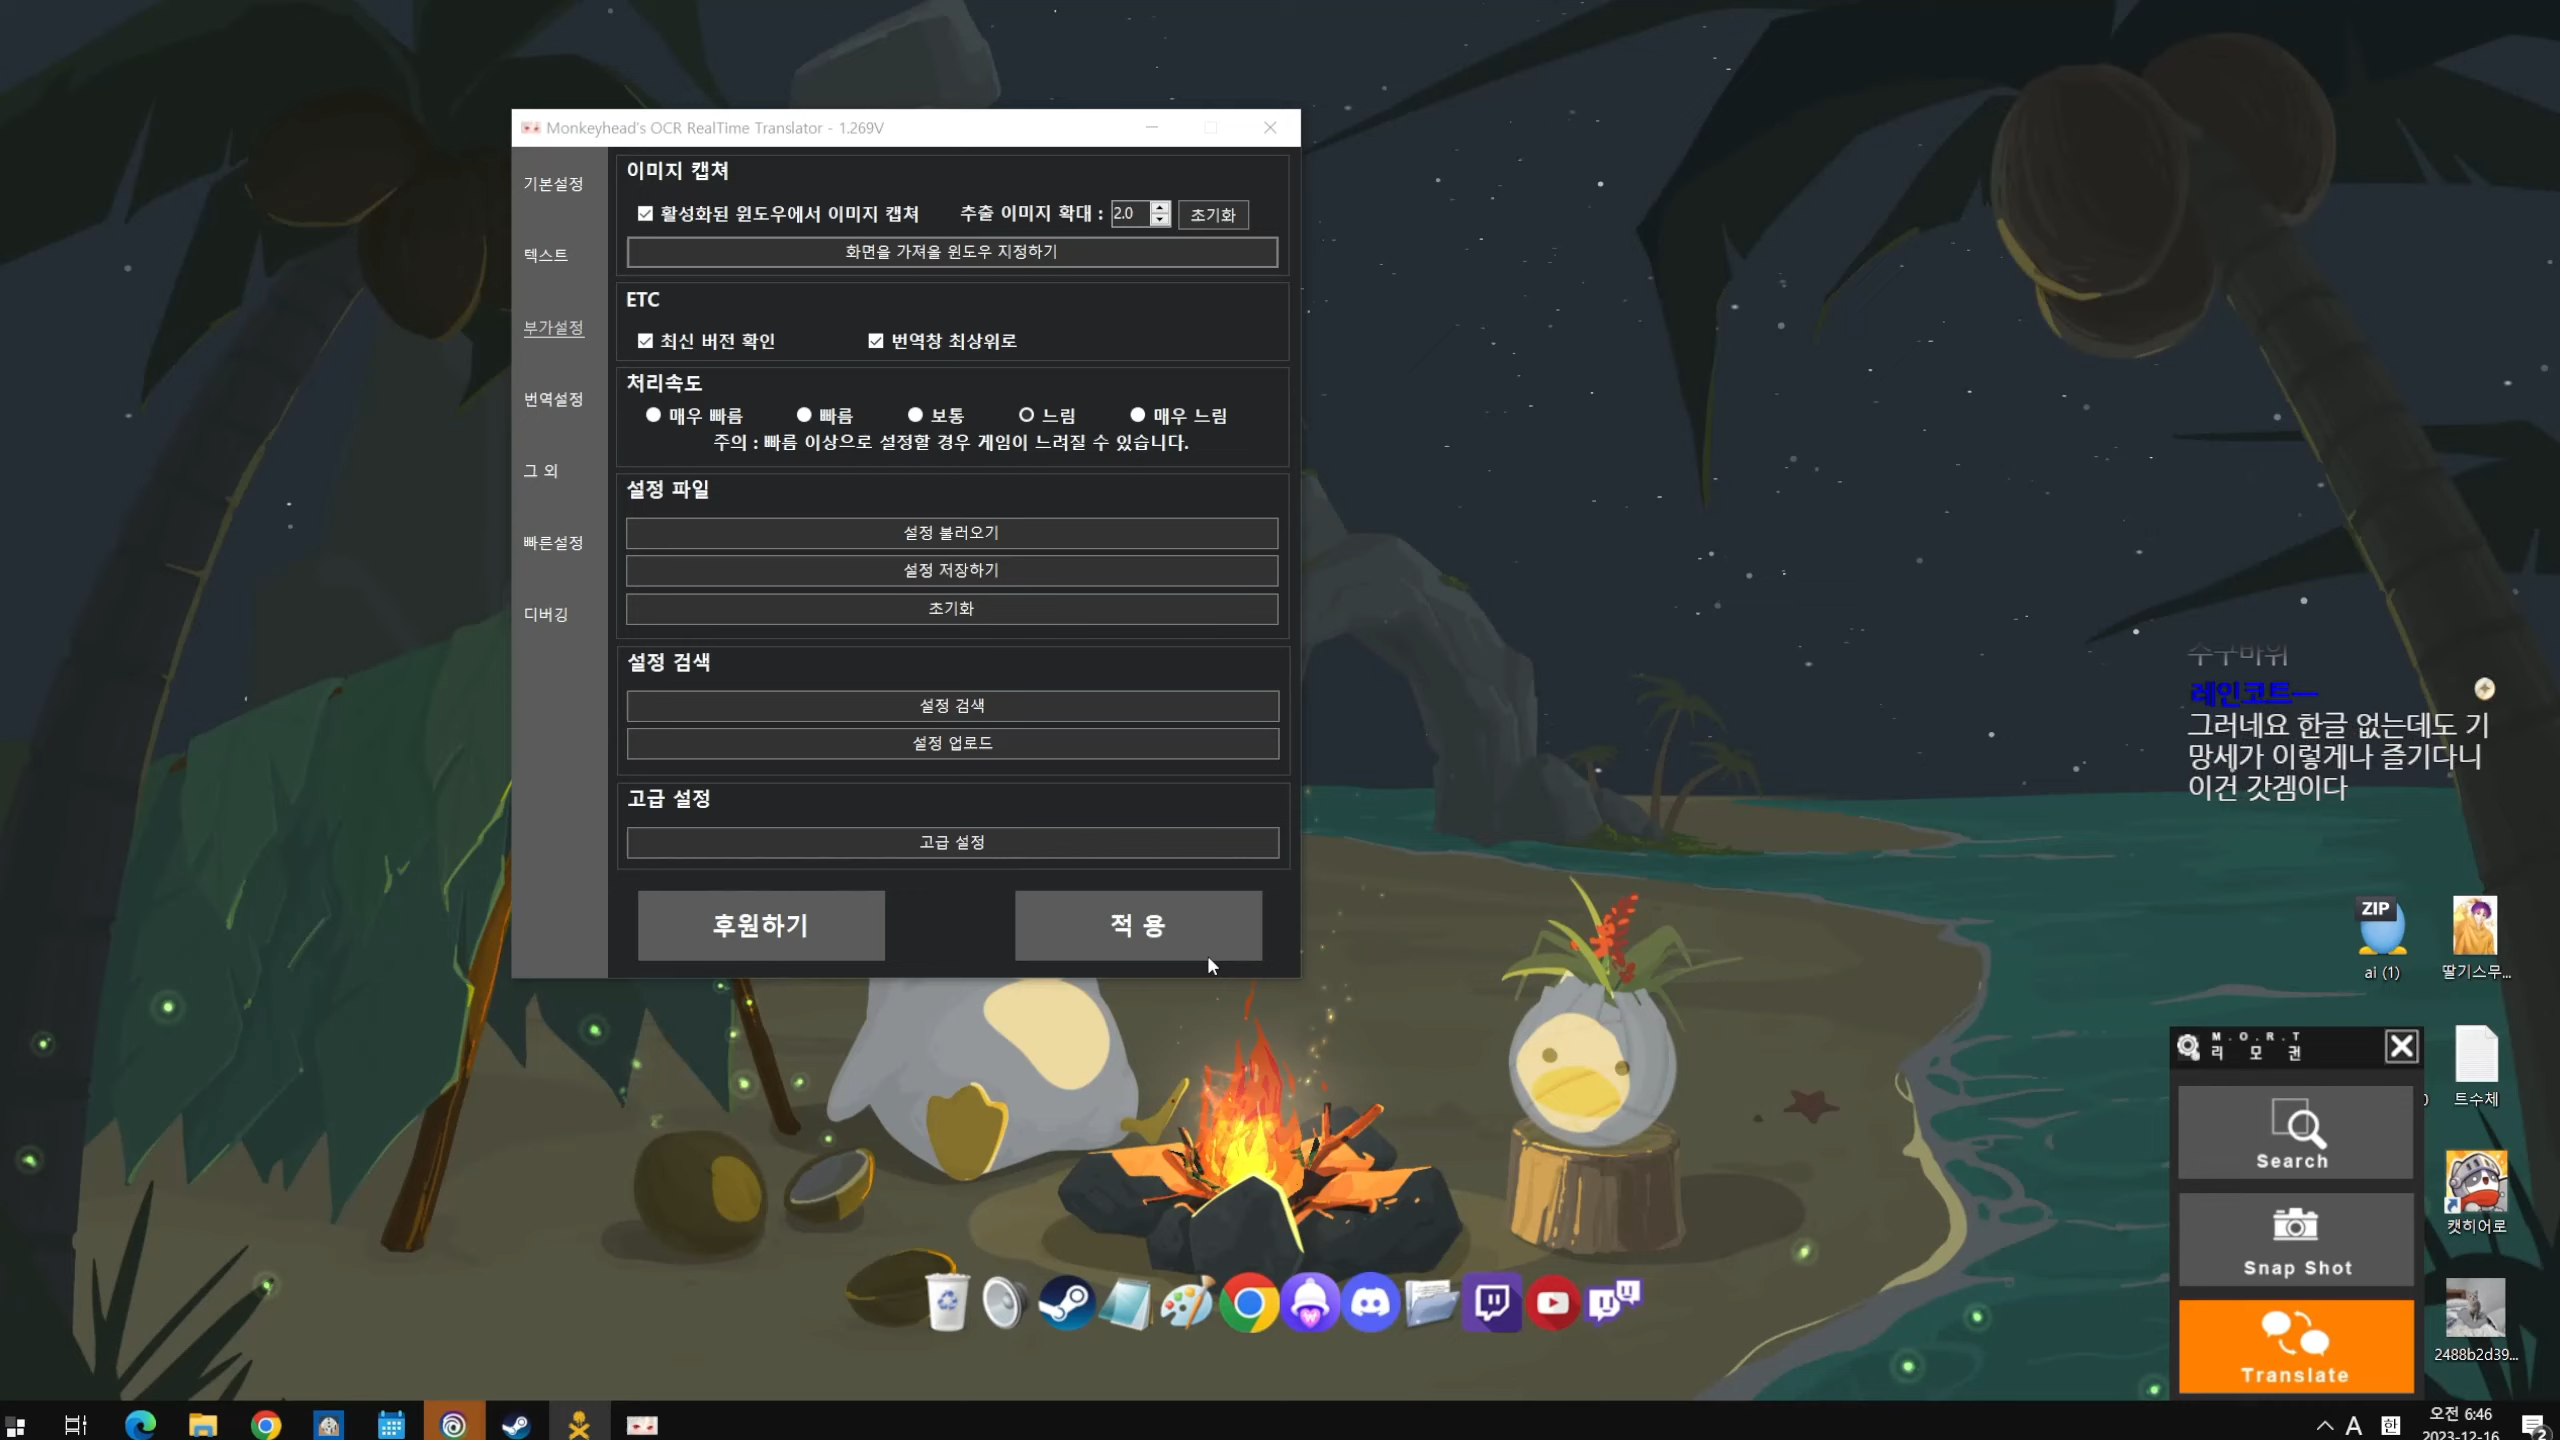 Monkeyhead's OCR RealTime Translator - 1.269V
기본설정
텍스트
부가설정
번역설정
그 외
빠른설정
디버깅
이미지 캡쳐
활성화된 윈도우에서 이미지 캡쳐
추출 이미지 확대 :
2.0
초기화
화면을 가져올 윈도우 지정하기
ETC
최신 버전 확인
번역창 최상위로
처리속도
매우 빠름
빠름
보통
느림
매우 느림
주의 : 빠름 이상으로 설정할 경우 게임이 느려질 수 있습니다.
설정 파일
설정 불러오기
설정 저장하기
초기화
설정 검색
설정 검색
설정 업로드
고급 설정
고급 설정
후원하기
적 용
레인코트
그러네요 한글 없는데도 기
망세가 이렇게나 즐기다니
이건 갓겜이다
ZIP
ai (1)
딸기스무...
M.O.R.T
리 모 컨
트수체
Search
캣히어로
Snap Shot
2488b2d39...
Translate
A
한
오전 6:46
2023-12-16
2